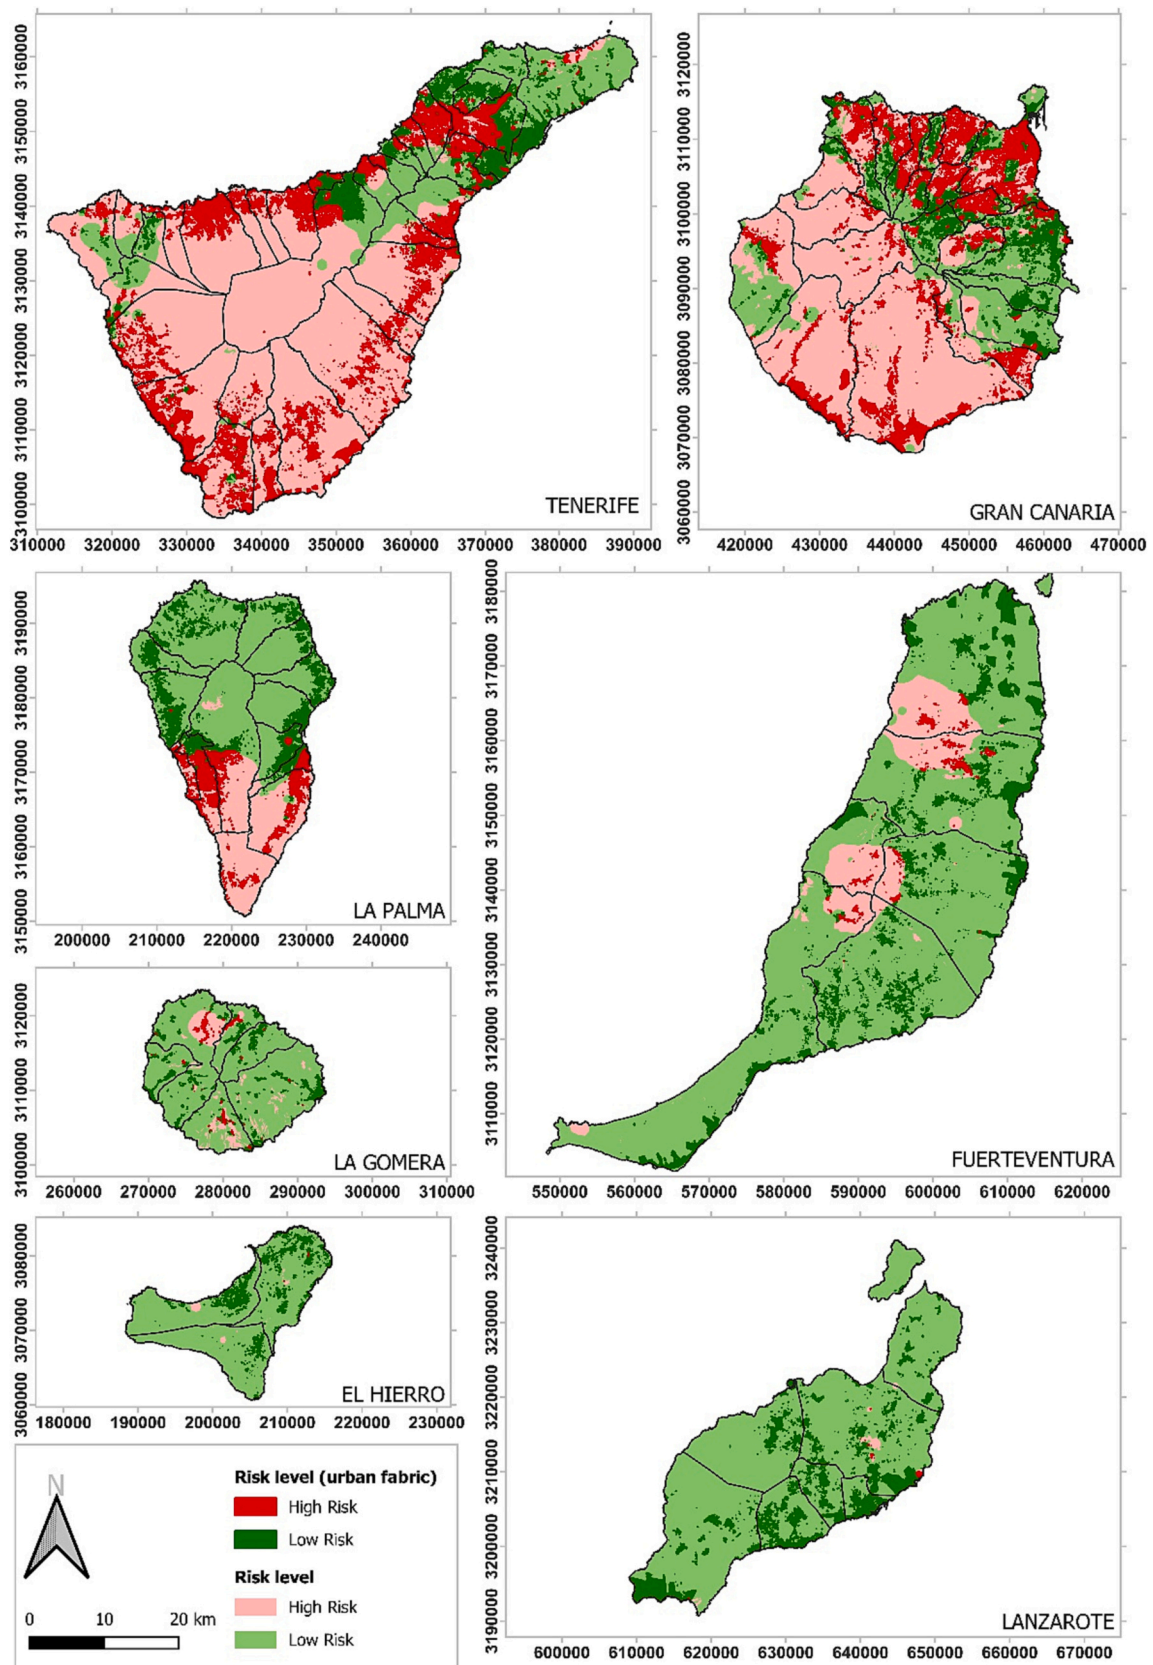 3160000
3150000
3140000
3130000
3120000
3110000
3100000
TENERIFE
310000 320000 330000 340000 350000 360000 370000 380000 390000
3120000
3110000
3100000
3090000
3080000
3070000
3060000
GRAN CANARIA
420000 430000 440000 450000 460000 470000
3190000
3180000
3170000
3160000
3150000
LA PALMA
200000 210000 220000 230000 240000
3180000
3170000
3160000
3150000
3140000
3130000
3120000
3110000
3100000
FUERTEVENTURA
550000 560000 570000 580000 590000 600000 610000 620000
3120000
3110000
3100000
LA GOMERA
260000 270000 280000 290000 300000 310000
3080000
3070000
3060000
EL HIERRO
180000 190000 200000 210000 220000 230000
3240000
3230000
3220000
3210000
3200000
3190000
LANZAROTE
600000 610000 620000 630000 640000 650000 660000 670000
N
0 10 20 km
Risk level (urban fabric)
High Risk
Low Risk
Risk level
High Risk
Low Risk